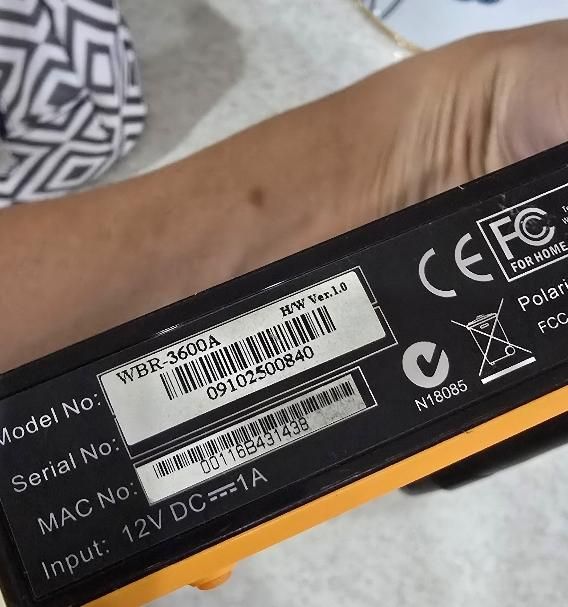 Model No:
WBR-3600A
H/W Ver.1.0
09102500840
Serial No:
MAC No:
00116B431438
Input: 12V DC⎓1A
CE
FC
FOR HOME
N18085
Polari
FCC